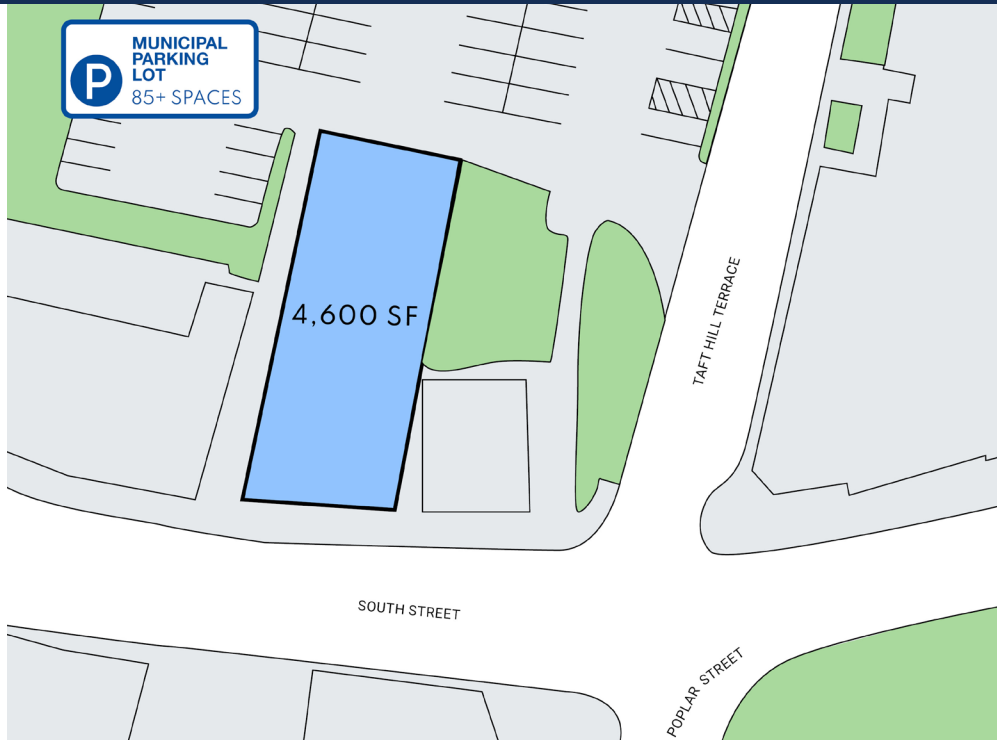 MUNICIPAL
PARKING
LOT
P
85+ SPACES
4,600 SF
TAFT HILL TERRACE
SOUTH STREET
POPLAR STREET